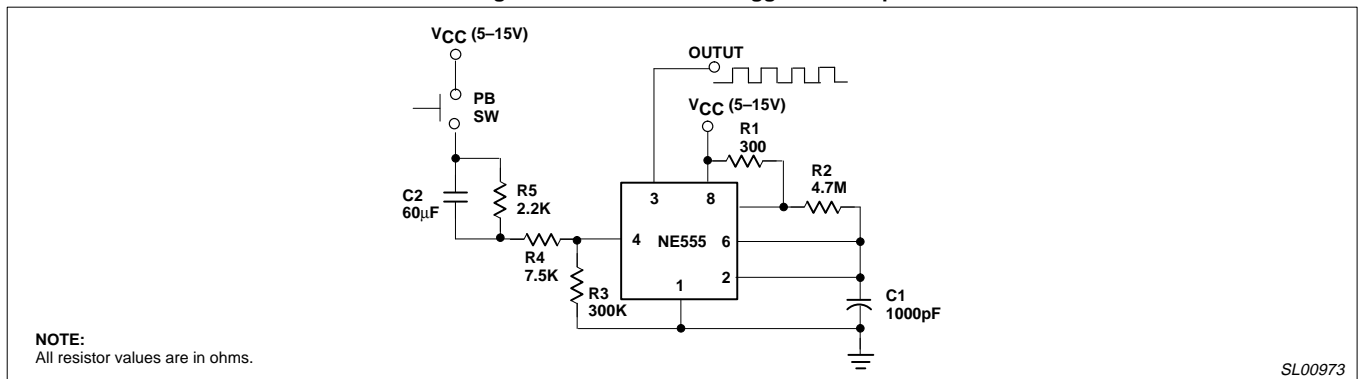 VCC (5–15V)
PB
SW
C2
60μF
R5
2.2K
R4
7.5K
R3
300K
OUTUT
VCC (5–15V)
R1
300
R2
4.7M
3
8
4
NE555
6
2
1
C1
1000pF
NOTE:
All resistor values are in ohms.
SL00973